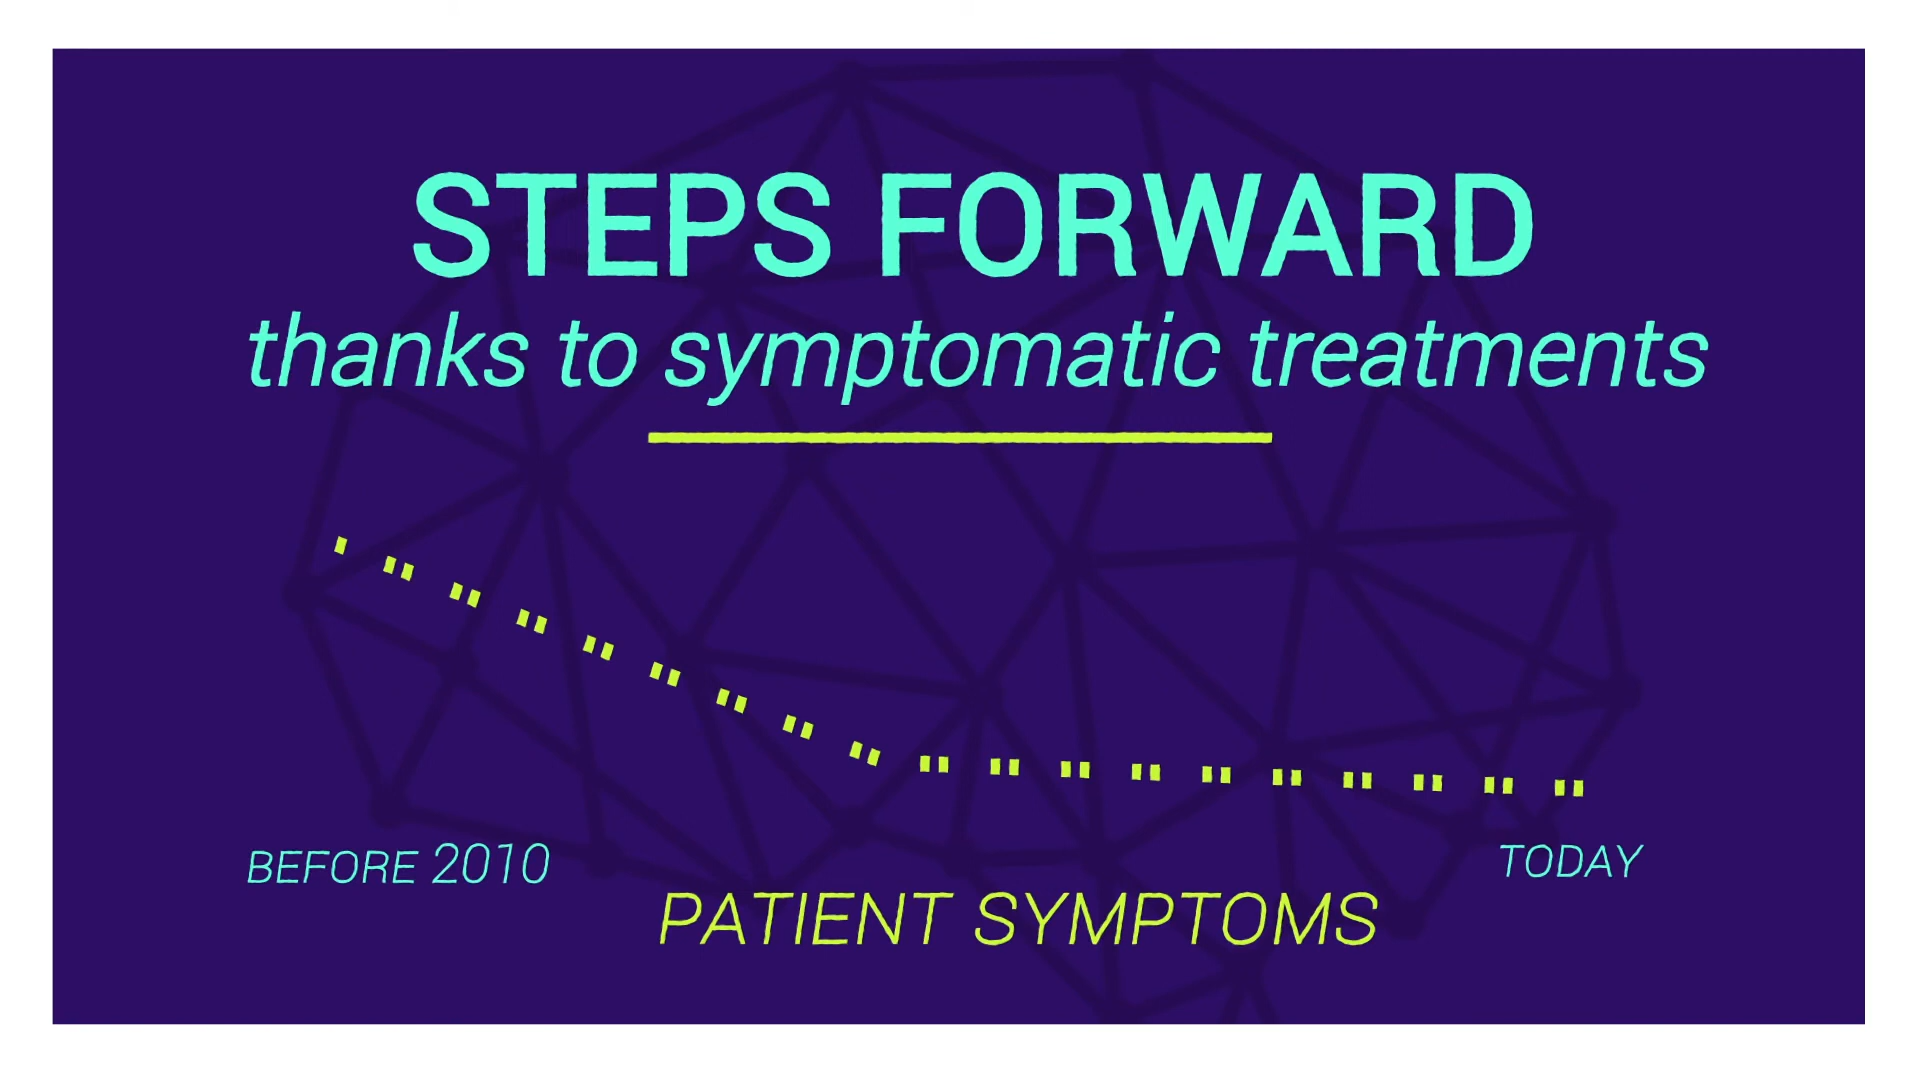 STEPS FORWARD
thanks to symptomatic treatments
BEFORE 2010
TODAY
PATIENT SYMPTOMS